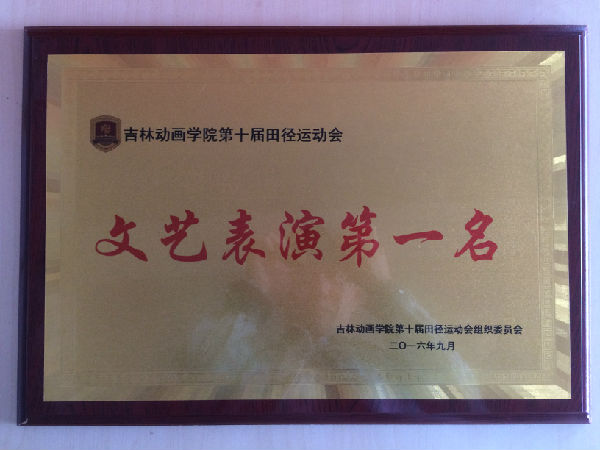 吉林动画学院第十届田径运动会
文艺表演第一名
吉林动画学院第十届田径运动会组织委员会
二〇一六年九月